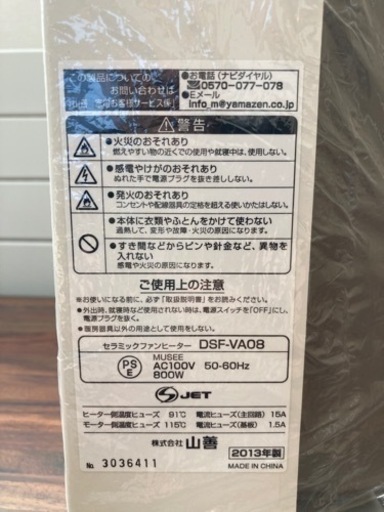 この製品についての
お問い合わせは
●お電話（ナビダイヤル）
0570-077-078
●Eメール
info_m@yamazen.co.jp
警告
●火災のおそれあり
燃えやすい物の近くでの使用や就寝中は、使用しない。
●感電やけがのおそれあり
ぬれた手で電源プラグを抜き差ししない。
●発火のおそれあり
コンセントや配線器具の定格を超える使いかたはしない。
●本体に衣類やふとんをかけて使わない
過熱して、変形や故障・火災の原因になります。
●すき間などからピンや針金など、異物を
入れない
感電や火災の原因になります。
ご使用上の注意
●お使いになる前に、必ず「取扱説明書」をお読みください。
●外出時、就寝時など使用されない時は、電源スイッチを「OFF」にし、
電源プラグを抜いてください。
●暖房器具以外の用途として使用しない。
セラミックファンヒーター DSF-VA08
PS
E
MUSEE
AC100V 50-60Hz
800W
S JET
ヒーター側温度ヒューズ 91℃ 電流ヒューズ(主回路) 15A
モーター側温度ヒューズ 115℃ 電流ヒューズ(基板) 1.5A
株式会社 山善 2013年製
No. 3036411 MADE IN CHINA